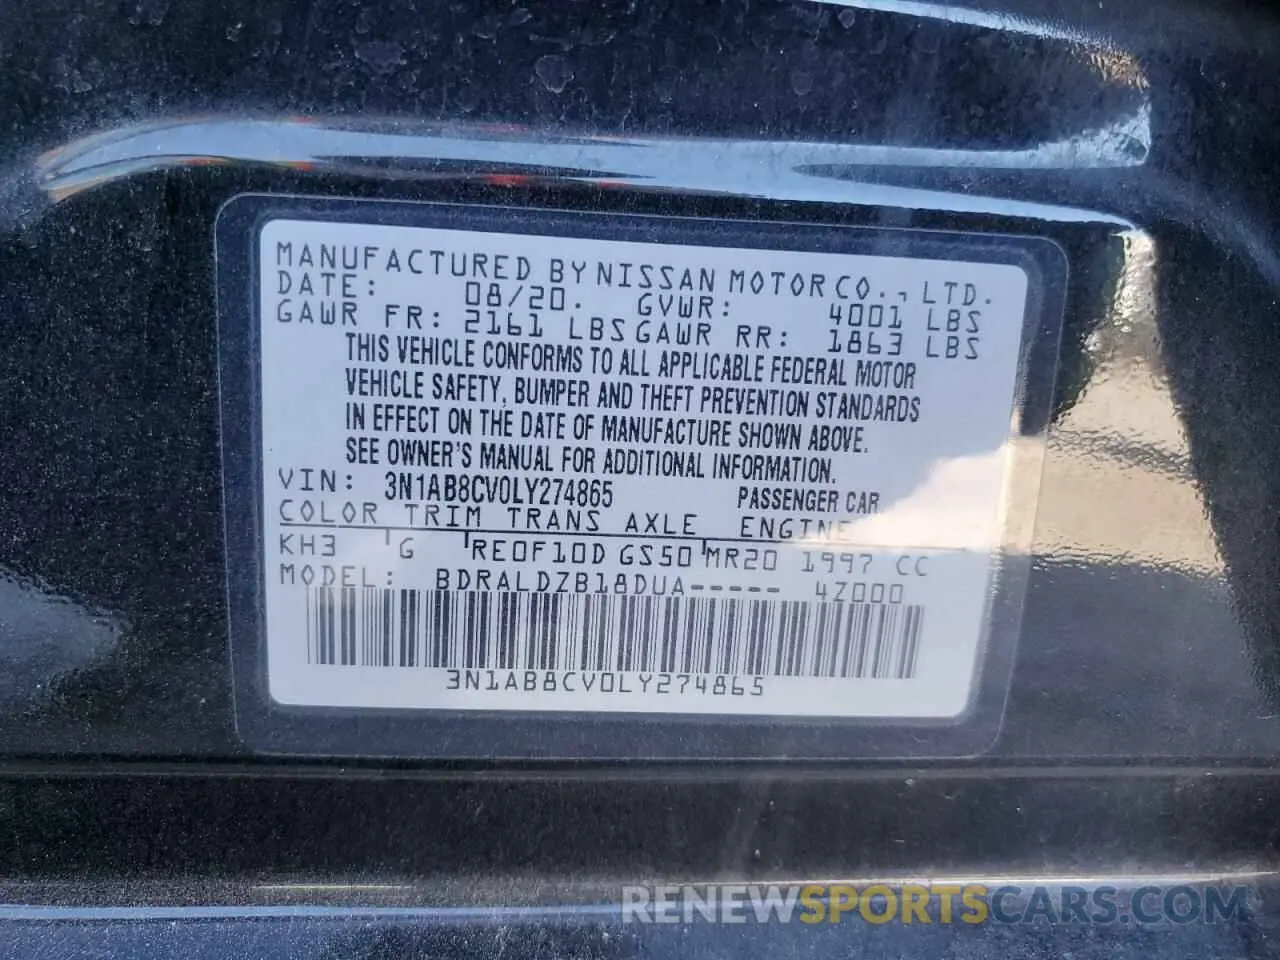 MANUFACTURED BY NISSAN MOTOR CO., LTD.
DATE: 08/20. GVWR: 4001 LBS
GAWR FR: 2161 LBS GAWR RR: 1863 LBS
THIS VEHICLE CONFORMS TO ALL APPLICABLE FEDERAL MOTOR
VEHICLE SAFETY, BUMPER AND THEFT PREVENTION STANDARDS
IN EFFECT ON THE DATE OF MANUFACTURE SHOWN ABOVE.
SEE OWNER'S MANUAL FOR ADDITIONAL INFORMATION.
VIN: 3N1AB8CV0LY274865 PASSENGER CAR
COLOR TRIM TRANS AXLE ENGINE
KH3 G RE0F10D GS50 MR20 1997 CC
MODEL: BDRALDZB18DUA----- 4Z000
3N1AB8CV0LY274865
RENEWSPORTSCARS.COM